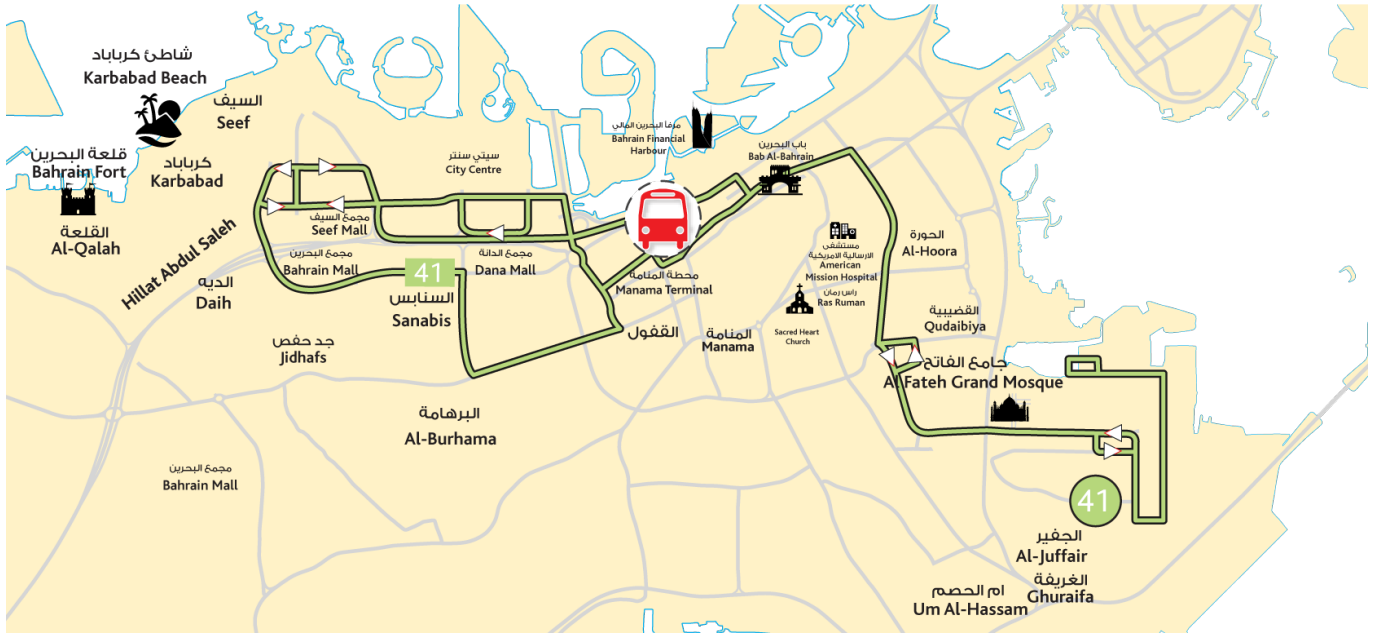 شاطئ كرباباد
Karbabad Beach
السيف
Seef
قلعة البحرين
Bahrain Fort
كرباباد
Karbabad
القلعة
Al-Qalah
Hillat Abdul Saleh
الديه
Daih
سيتي سنتر
City Centre
مجمع السيف
Seef Mall
مجمع البحرين
Bahrain Mall
مجمع الدانة
Dana Mall
41
السنابس
Sanabis
جد حفص
Jidhafs
البرهامة
Al-Burhama
مجمع البحرين
Bahrain Mall
مرفأ البحرين المالي
Bahrain Financial
Harbour
باب البحرين
Bab Al-Bahrain
محطة المنامة
Manama Terminal
القفول
المنامة
Manama
مستشفى
الارسالية الامريكية
American
Mission Hospital
راس رمان
Ras Ruman
Sacred Heart
Church
الحورة
Al-Hoora
القضيبية
Qudaibiya
جامع الفاتح
Al Fateh Grand Mosque
41
الجفير
Al-Juffair
الغريفة
Ghuraifa
ام الحصم
Um Al-Hassam